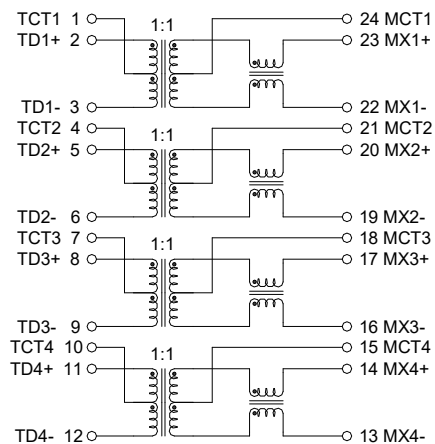 TCT1 1 1:1 24 MCT1
TD1+ 2 23 MX1+
TD1- 3 22 MX1-
TCT2 4 1:1 21 MCT2
TD2+ 5 20 MX2+
TD2- 6 19 MX2-
TCT3 7 1:1 18 MCT3
TD3+ 8 17 MX3+
TD3- 9 16 MX3-
TCT4 10 1:1 15 MCT4
TD4+ 11 14 MX4+
TD4- 12 13 MX4-